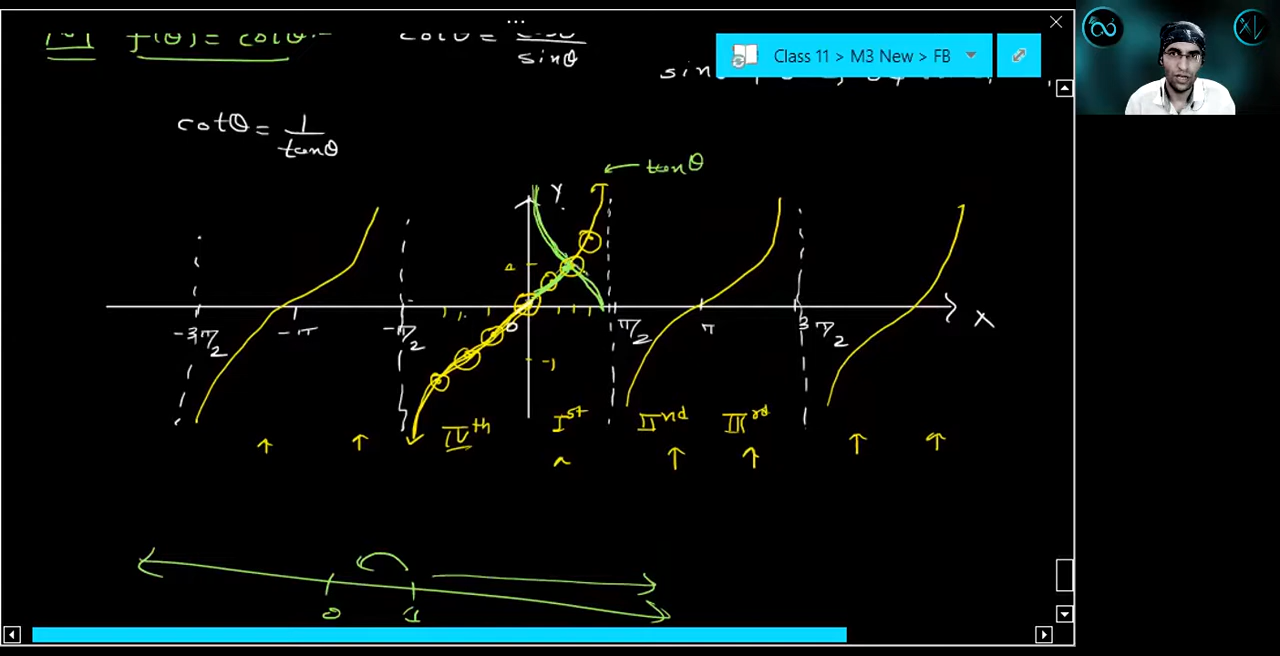 f(θ) = cotθ
cotθ = cosθ/sinθ
Class 11 > M3 New > FB
cotθ = 1/tanθ
tanθ
Y
-3π/2 -π -π/2 0 π/2 π 3π/2 X
-1
IVth Ist IInd IIIrd
0 1